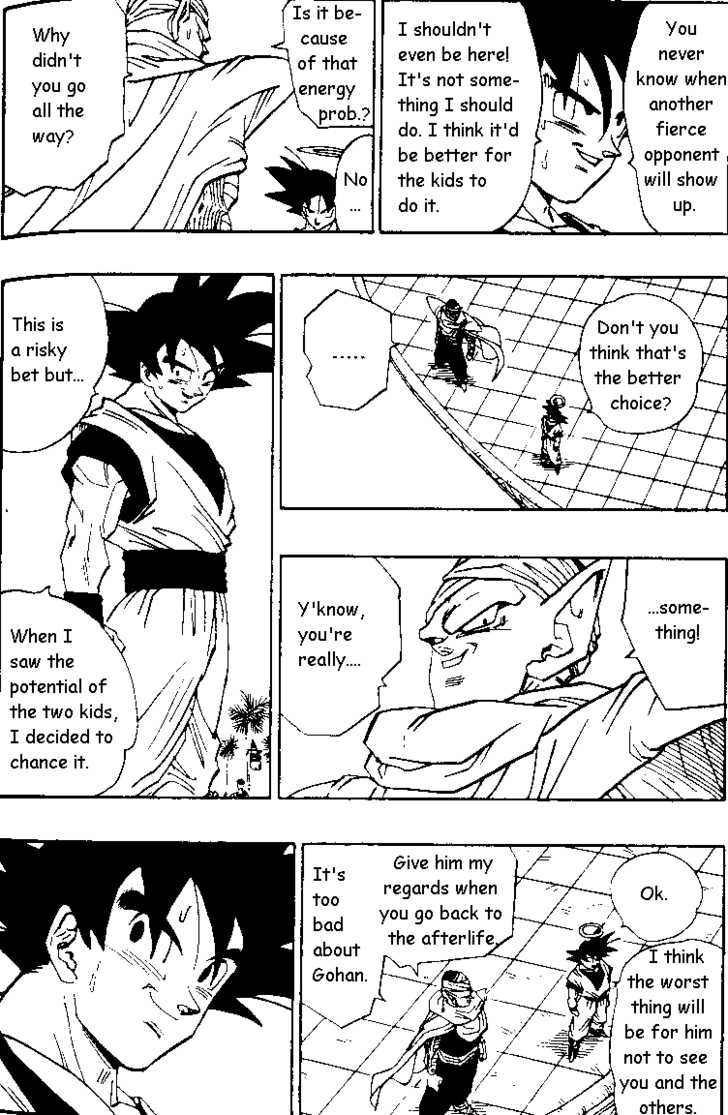 Why
didn't
you go
all the
way?
Is it be-
cause
of that
energy
prob.?
No
...
I shouldn't
even be here!
It's not some-
thing I should
do. I think it'd
be better for
the kids to
do it.
You
never
know when
another
fierce
opponent
will show
up.
This is
a risky
bet but...
When I
saw the
potential of
the two kids,
I decided to
chance it.
.....
Don't you
think that's
the better
choice?
Y'know,
you're
really....
...some-
thing!
It's
too
bad
about
Gohan.
Give him my
regards when
you go back to
the afterlife.
Ok.
I think
the worst
thing will
be for him
not to see
you and the
others.